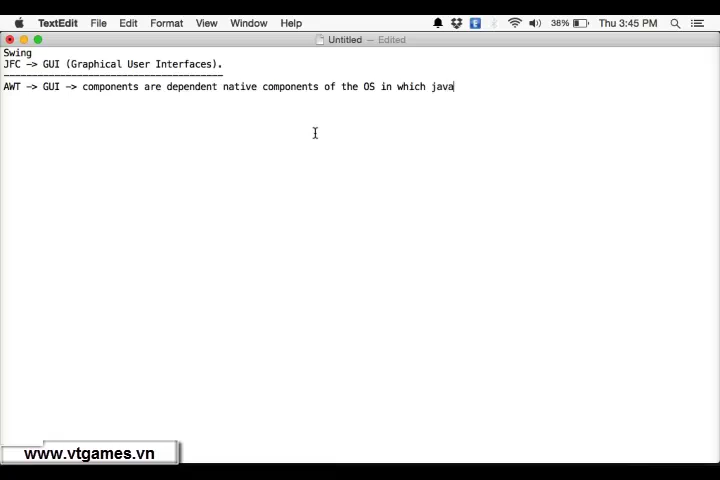 TextEdit File Edit Format View Window Help 38% Thu 3:45 PM
Untitled — Edited
Swing
JFC -> GUI (Graphical User Interfaces).
---------------------------------------
AWT -> GUI -> components are dependent native components of the OS in which java
www.vtgames.vn